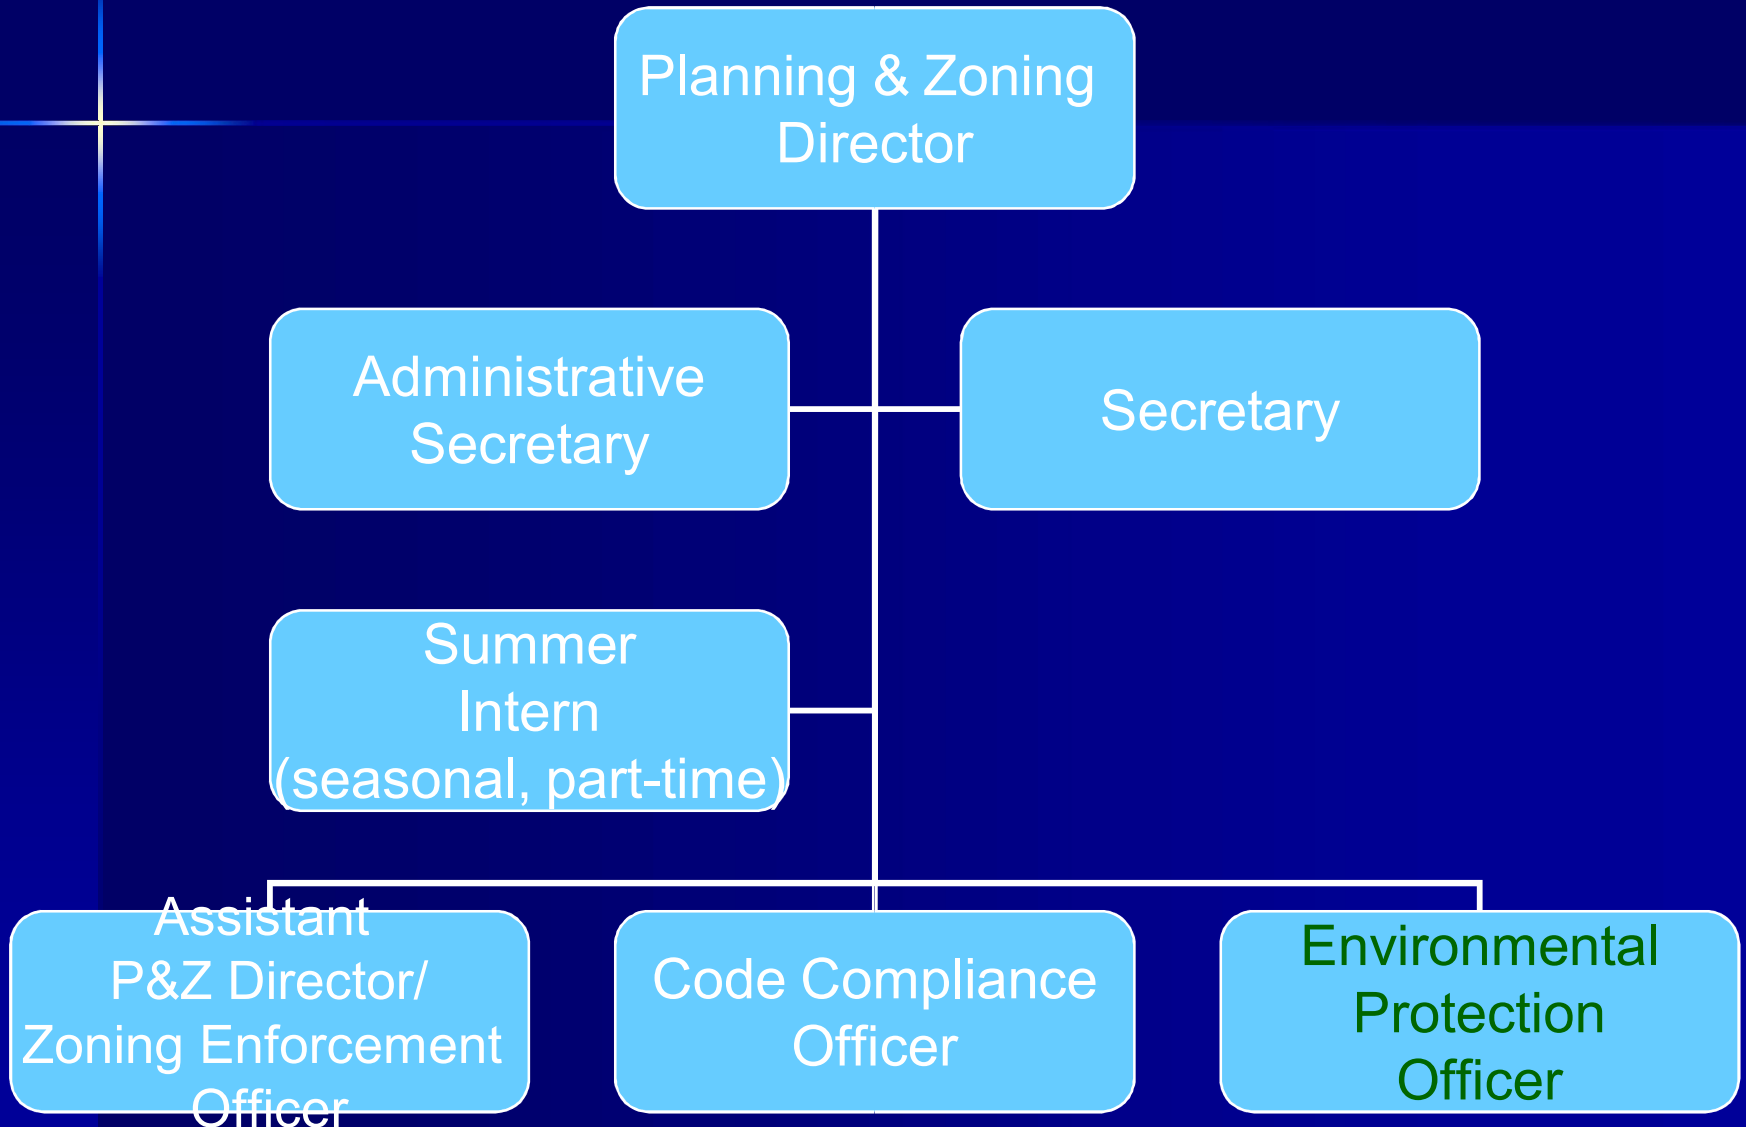 Planning & Zoning
Director
Administrative
Secretary
Secretary
Summer
Intern
(seasonal, part-time)
Assistant
P&Z Director/
Zoning Enforcement
Officer
Code Compliance
Officer
Environmental
Protection
Officer